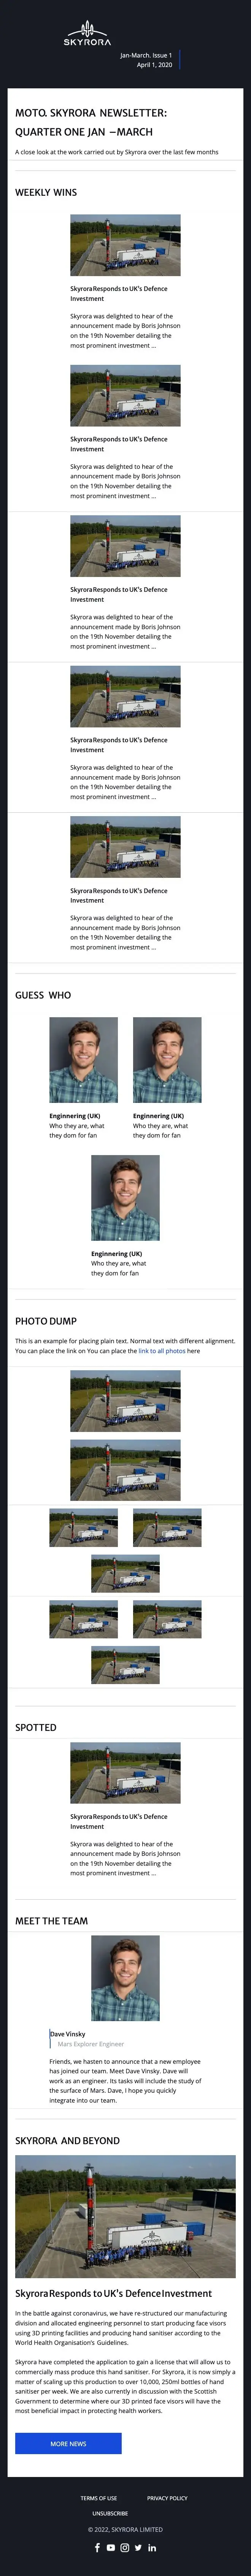 SKYRORA
Jan-March. Issue 1
April 1, 2020
MOTO. SKYRORA NEWSLETTER:
QUARTER ONE JAN –MARCH
A close look at the work carried out by Skyrora over the last few months
WEEKLY WINS
Skyrora Responds to UK's Defence
Investment
Skyrora was delighted to hear of the
announcement made by Boris Johnson
on the 19th November detailing the
most prominent investment ...
Skyrora Responds to UK's Defence
Investment
Skyrora was delighted to hear of the
announcement made by Boris Johnson
on the 19th November detailing the
most prominent investment ...
Skyrora Responds to UK's Defence
Investment
Skyrora was delighted to hear of the
announcement made by Boris Johnson
on the 19th November detailing the
most prominent investment ...
Skyrora Responds to UK's Defence
Investment
Skyrora was delighted to hear of the
announcement made by Boris Johnson
on the 19th November detailing the
most prominent investment ...
Skyrora Responds to UK's Defence
Investment
Skyrora was delighted to hear of the
announcement made by Boris Johnson
on the 19th November detailing the
most prominent investment ...
GUESS WHO
Enginnering (UK)
Who they are, what
they dom for fan
Enginnering (UK)
Who they are, what
they dom for fan
Enginnering (UK)
Who they are, what
they dom for fan
PHOTO DUMP
This is an example for placing plain text. Normal text with different alignment.
You can place the link on You can place the link to all photos here
SPOTTED
Skyrora Responds to UK's Defence
Investment
Skyrora was delighted to hear of the
announcement made by Boris Johnson
on the 19th November detailing the
most prominent investment ...
MEET THE TEAM
Dave Vinsky
Mars Explorer Engineer
Friends, we hasten to announce that a new employee
has joined our team. Meet Dave Vinsky. Dave will
work as an engineer. Its tasks will include the study of
the surface of Mars. Dave, I hope you quickly
integrate into our team.
SKYRORA AND BEYOND
SKYRORA
Skyrora Responds to UK's Defence Investment
In the battle against coronavirus, we have re-structured our manufacturing
division and allocated engineering personnel to start producing face visors
using 3D printing facilities and producing hand sanitiser according to the
World Health Organisation's Guidelines.
Skyrora have completed the application to gain a license that will allow us to
commercially mass produce this hand sanitiser. For Skyrora, it is now simply a
matter of scaling up this production to over 10,000, 250ml bottles of hand
sanitiser per week. We are also currently in discussion with the Scottish
Government to determine where our 3D printed face visors will have the
most beneficial impact in protecting health workers.
MORE NEWS
TERMS OF USE
PRIVACY POLICY
UNSUBSCRIBE
© 2022, SKYRORA LIMITED